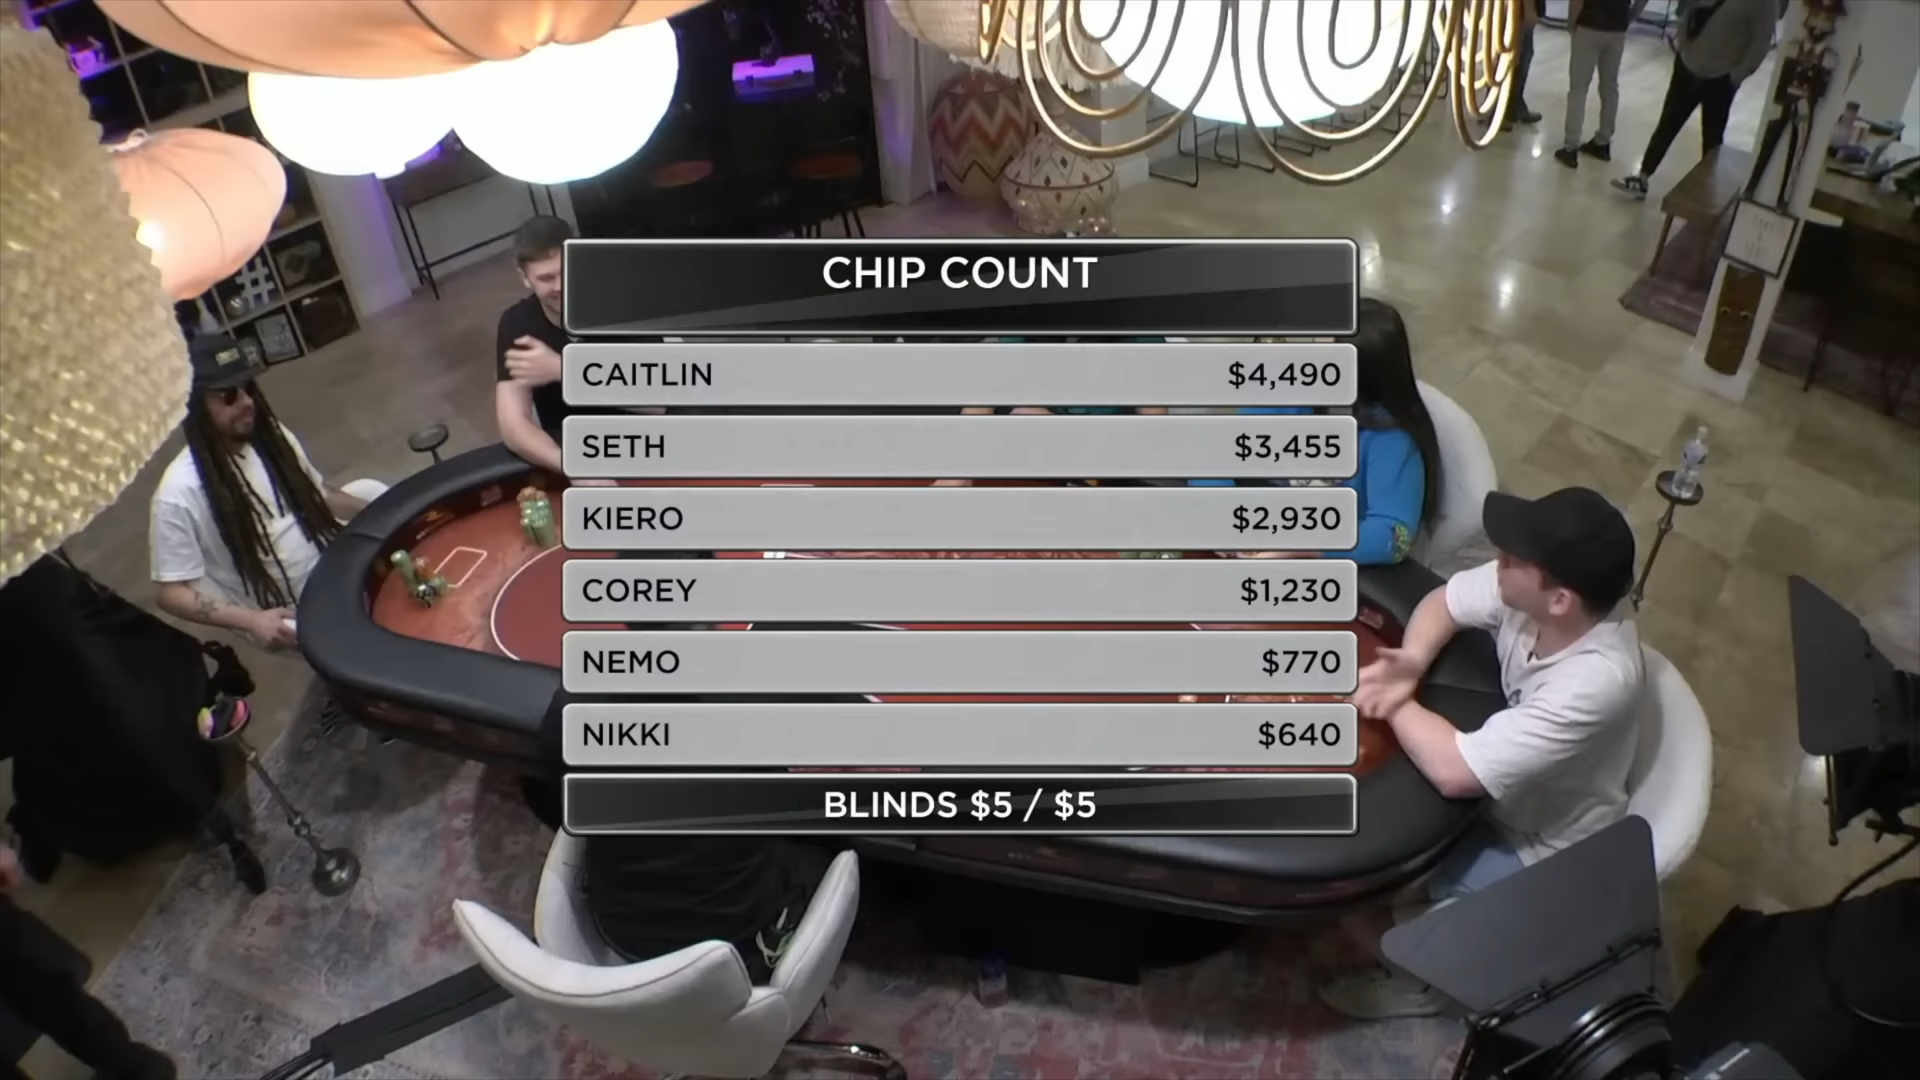 CHIP COUNT
CAITLIN $4,490
SETH $3,455
KIERO $2,930
COREY $1,230
NEMO $770
NIKKI $640
BLINDS $5 / $5